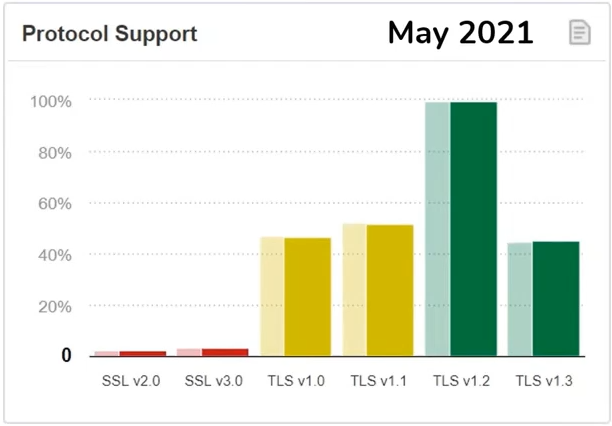 Protocol Support
May 2021
100%
80%
60%
40%
20%
0
SSL v2.0
SSL v3.0
TLS v1.0
TLS v1.1
TLS v1.2
TLS v1.3